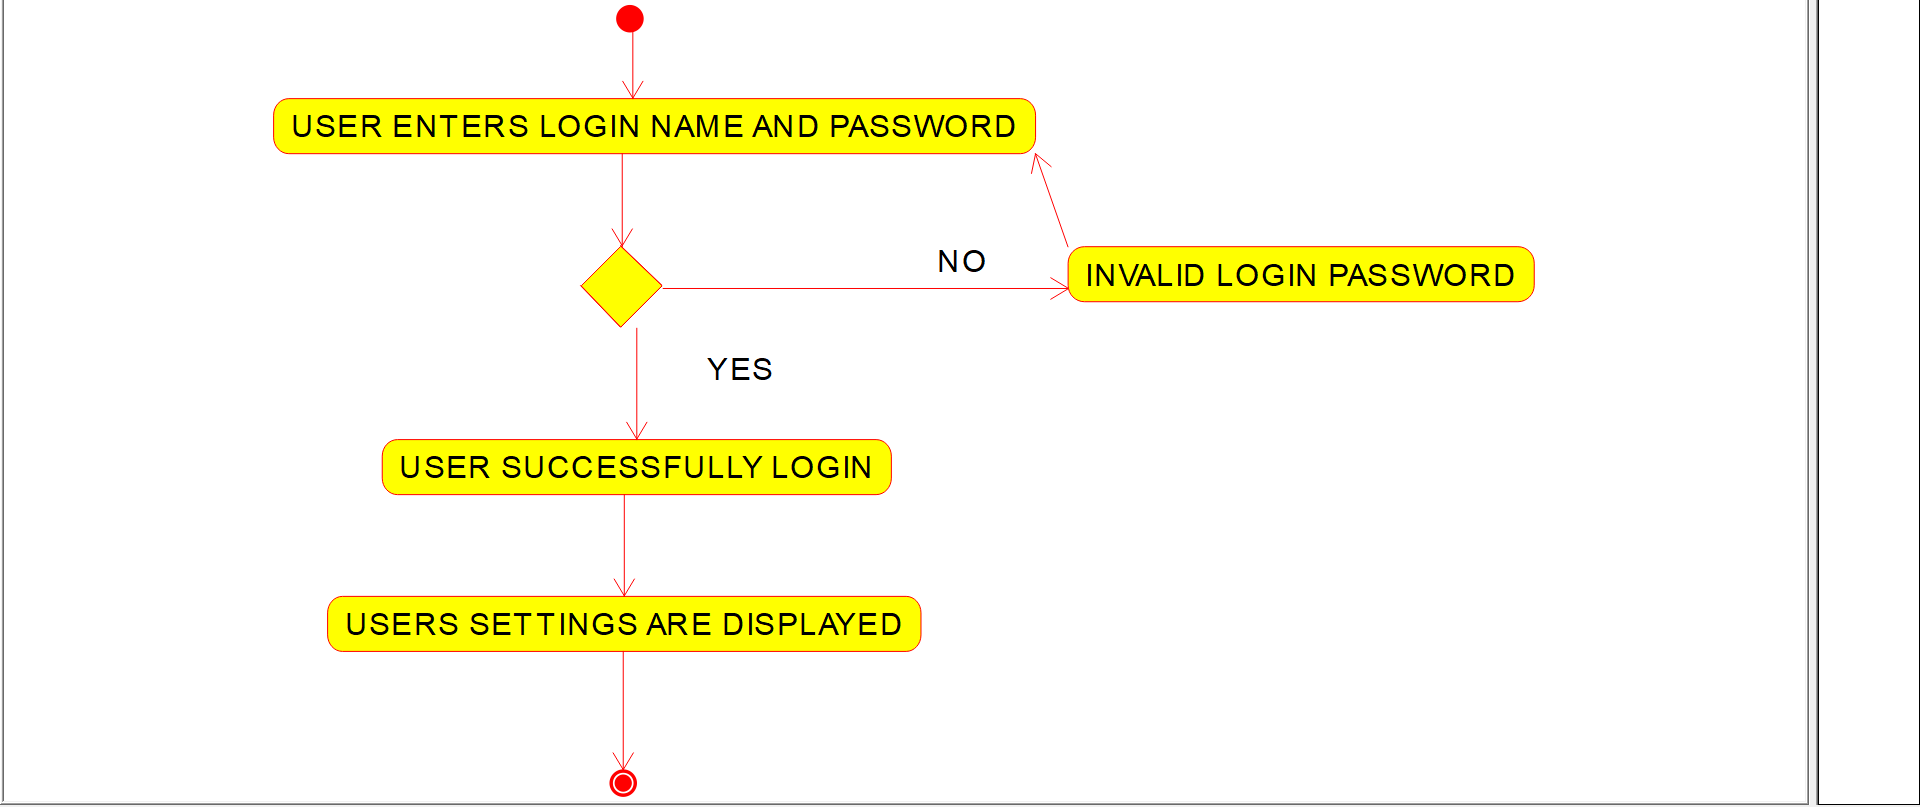 USER ENTERS LOGIN NAME AND PASSWORD
NO
INVALID LOGIN PASSWORD
YES
USER SUCCESSFULLY LOGIN
USERS SETTINGS ARE DISPLAYED